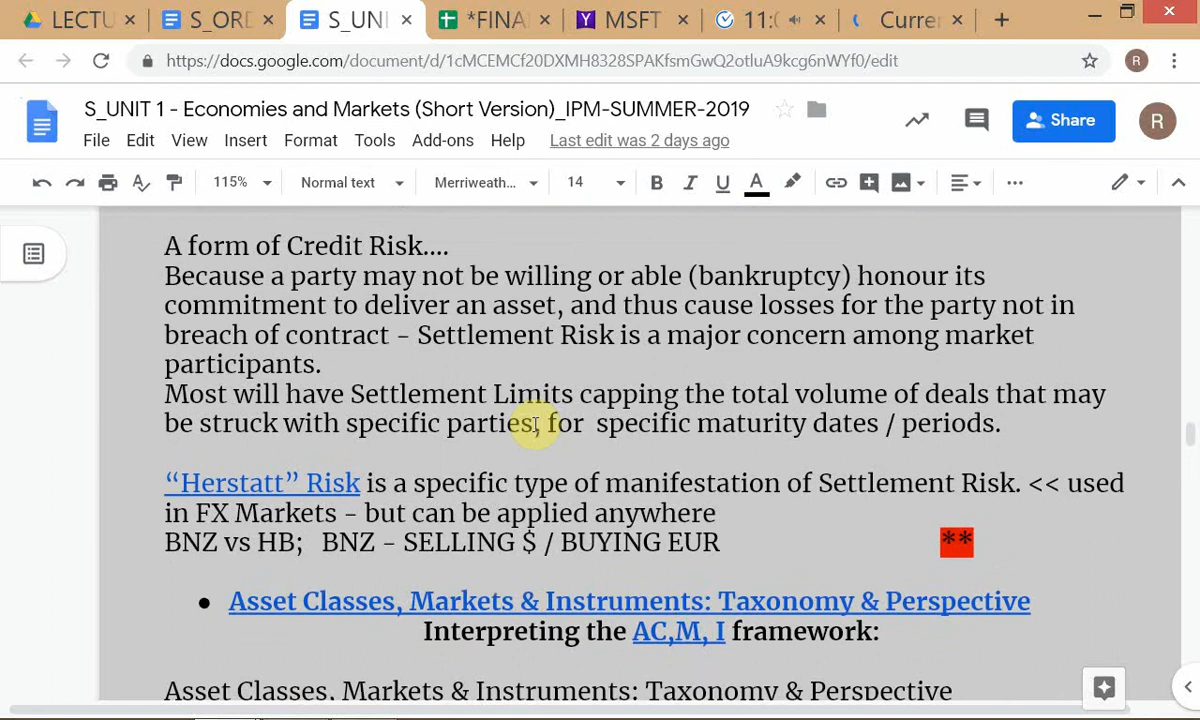 LECTU
S_ORD
S_UNI
*FINA
MSFT
11:
Curre
https://docs.google.com/document/d/1cMCEMCf20DXMH8328SPAKfsmGwQ2otluA9kcg6nWYf0/edit
R
S_UNIT 1 - Economies and Markets (Short Version)_IPM-SUMMER-2019
File Edit View Insert Format Tools Add-ons Help Last edit was 2 days ago
Share
R
115% Normal text Merriweath... 14 B I U A
A form of Credit Risk....
Because a party may not be willing or able (bankruptcy) honour its
commitment to deliver an asset, and thus cause losses for the party not in
breach of contract - Settlement Risk is a major concern among market
participants.
Most will have Settlement Limits capping the total volume of deals that may
be struck with specific parties, for specific maturity dates / periods.
“Herstatt” Risk is a specific type of manifestation of Settlement Risk. << used
in FX Markets - but can be applied anywhere
BNZ vs HB; BNZ - SELLING $ / BUYING EUR **
● Asset Classes, Markets & Instruments: Taxonomy & Perspective
Interpreting the AC,M, I framework:
Asset Classes, Markets & Instruments: Taxonomy & Perspective